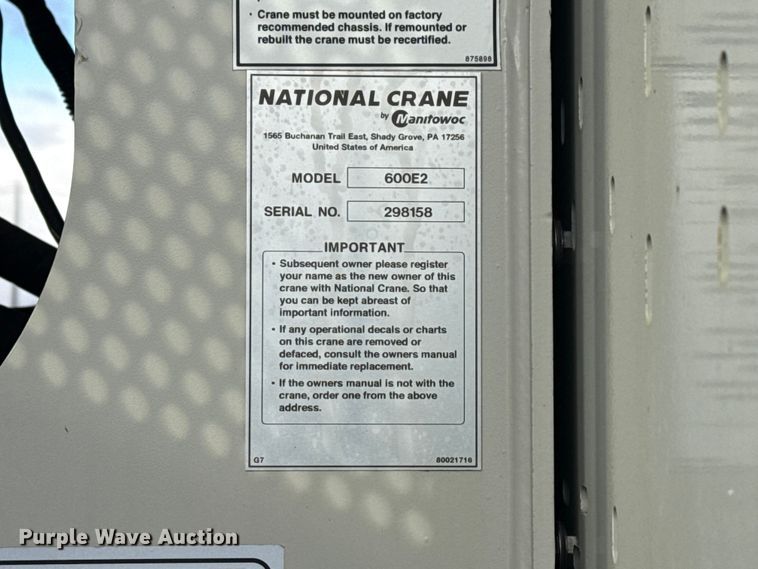 • Crane must be mounted on factory
recommended chassis. If remounted or
rebuilt the crane must be recertified.
875898
NATIONAL CRANE
by Manitowoc
1565 Buchanan Trail East, Shady Grove, PA 17256
United States of America
MODEL 600E2
SERIAL NO. 298158
IMPORTANT
• Subsequent owner please register
your name as the new owner of this
crane with National Crane. So that
you can be kept abreast of
important information.
• If any operational decals or charts
on this crane are removed or
defaced, consult the owners manual
for immediate replacement.
• If the owners manual is not with the
crane, order one from the above
address.
G7 80021716
Purple Wave Auction